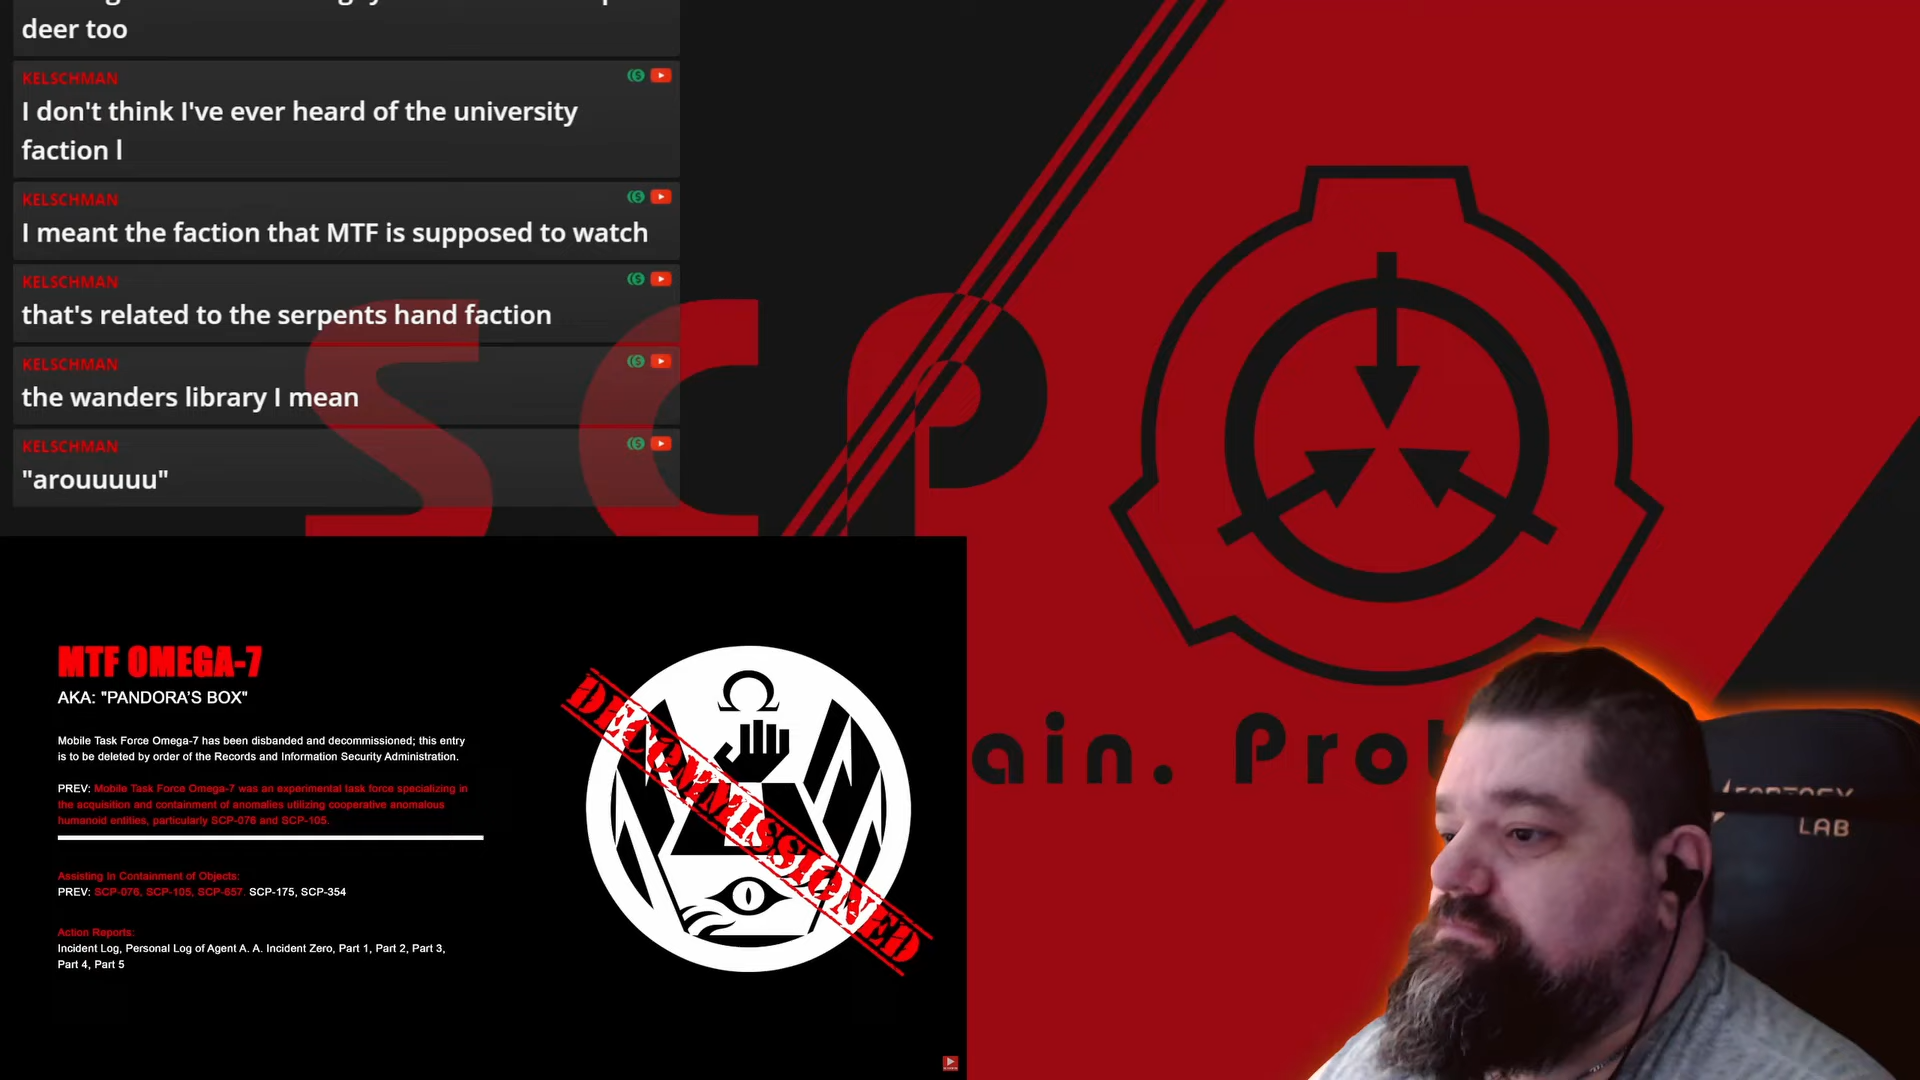 deer too
KELSCHMAN
I don't think I've ever heard of the university
faction l
KELSCHMAN
I meant the faction that MTF is supposed to watch
KELSCHMAN
that's related to the serpents hand faction
KELSCHMAN
the wanders library I mean
KELSCHMAN
"arouuuuu"
SCP
ain. Prot
MTF OMEGA-7
AKA: "PANDORA'S BOX"
Mobile Task Force Omega-7 has been disbanded and decommissioned; this entry
is to be deleted by order of the Records and Information Security Administration.
PREV: Mobile Task Force Omega-7 was an experimental task force specializing in
the acquisition and containment of anomalies utilizing cooperative anomalous
humanoid entities, particularly SCP-076 and SCP-105.
Assisting In Containment of Objects:
PREV: SCP-076, SCP-105, SCP-657. SCP-175, SCP-354
Action Reports:
Incident Log, Personal Log of Agent A. A. Incident Zero, Part 1, Part 2, Part 3,
Part 4, Part 5
Ω
DECOMMISSIONED
LAB